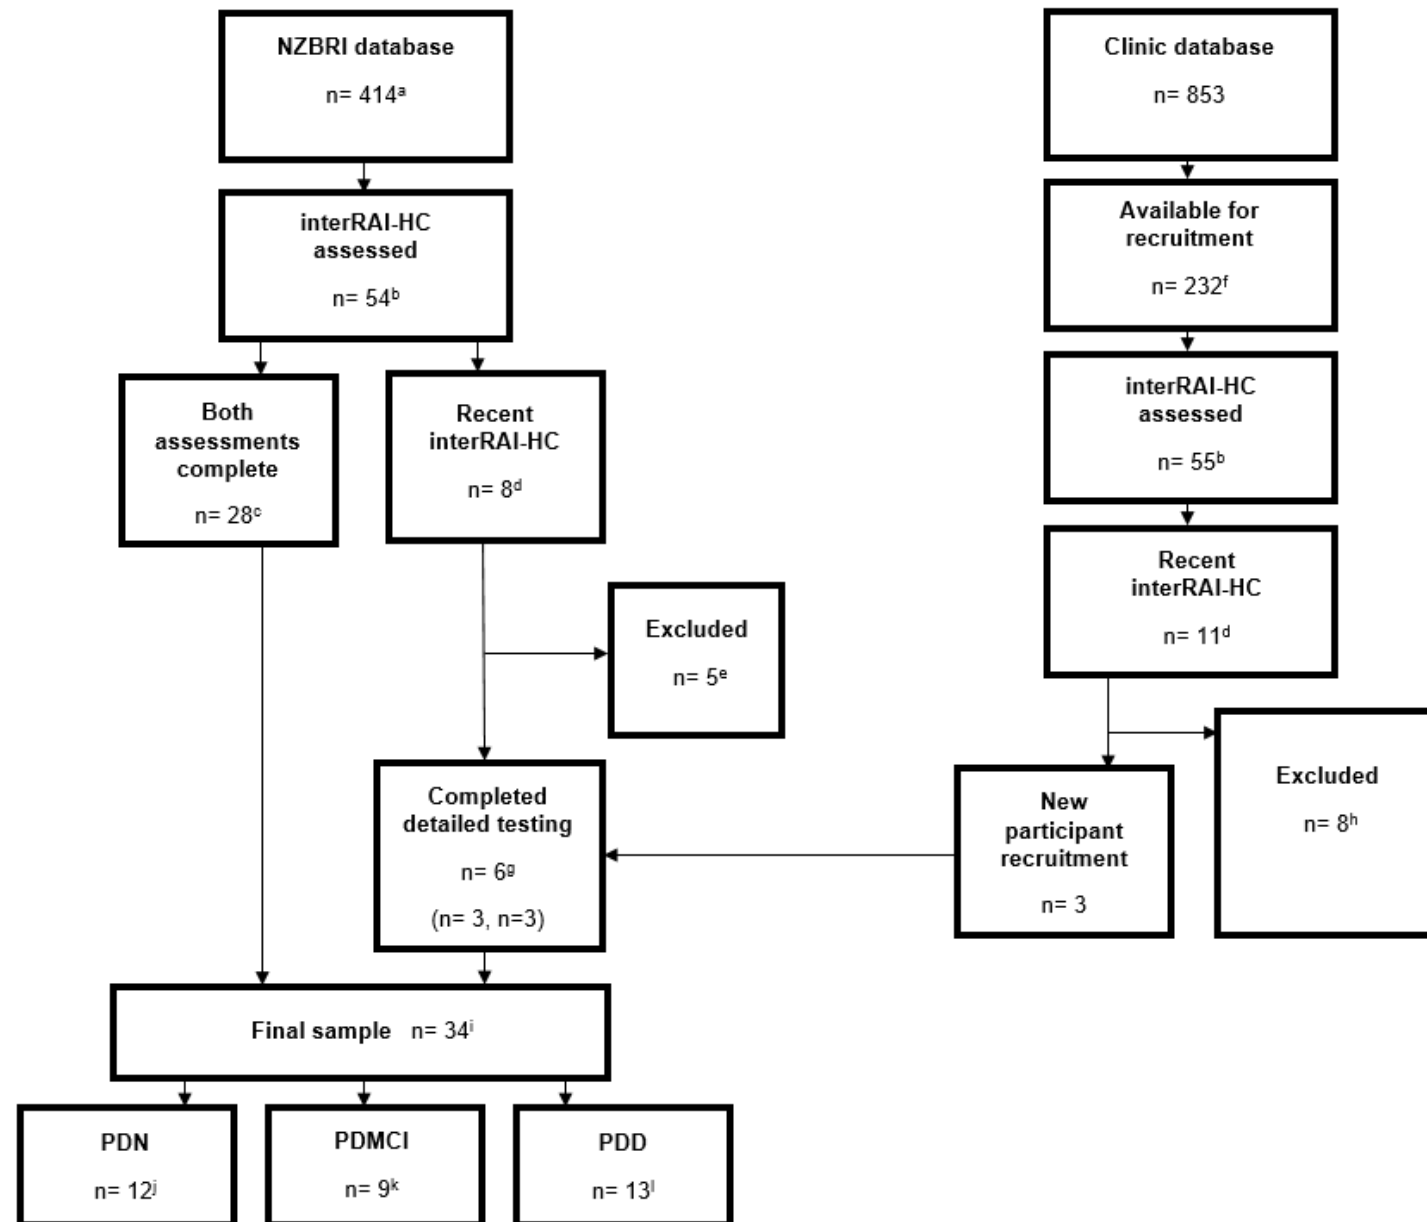 NZBRI database
n= 414ᵃ
interRAI-HC
assessed
n= 54ᵇ
Both
assessments
complete
n= 28ᶜ
Recent
interRAI-HC
n= 8ᵈ
Excluded
n= 5ᵉ
Completed
detailed testing
n= 6ᵍ
(n= 3, n=3)
Clinic database
n= 853
Available for
recruitment
n= 232ᶠ
interRAI-HC
assessed
n= 55ᵇ
Recent
interRAI-HC
n= 11ᵈ
Excluded
n= 8ʰ
New
participant
recruitment
n= 3
Final sample n= 34ⁱ
PDN
n= 12ʲ
PDMCI
n= 9ᵏ
PDD
n= 13ˡ